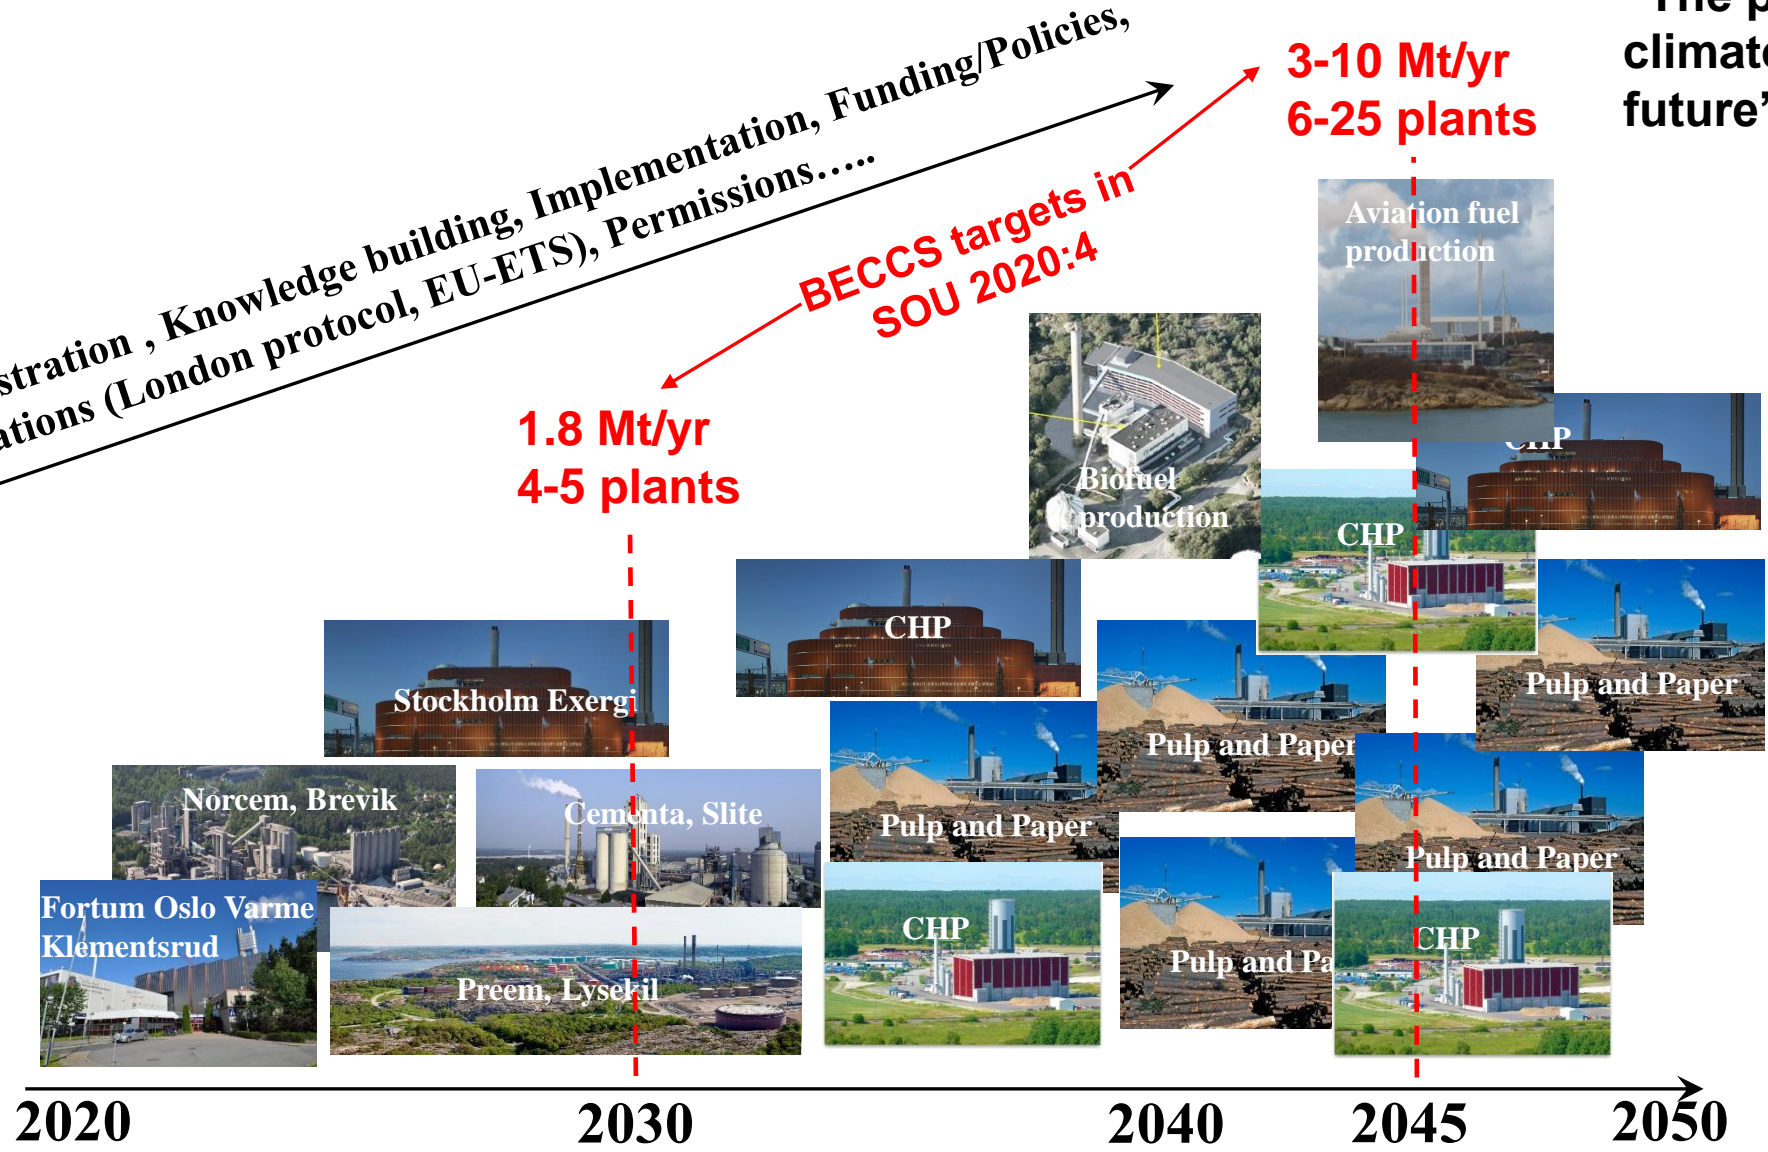 The p
climate
future”
stration , Knowledge building, Implementation, Funding/Policies,
ations (London protocol, EU-ETS), Permissions…..
3-10 Mt/yr
6-25 plants
BECCS targets in
SOU 2020:4
1.8 Mt/yr
4-5 plants
Aviation fuel
production
CHP
Biofuel
production
CHP
CHP
Stockholm Exergi
Pulp and Paper
Pulp and Paper
Norcem, Brevik
Cementa, Slite
Pulp and Paper
Pulp and Paper
Fortum Oslo Varme
Klementsrud
CHP
CHP
Pulp and Pa
Preem, Lysekil
2020
2030
2040
2045
2050